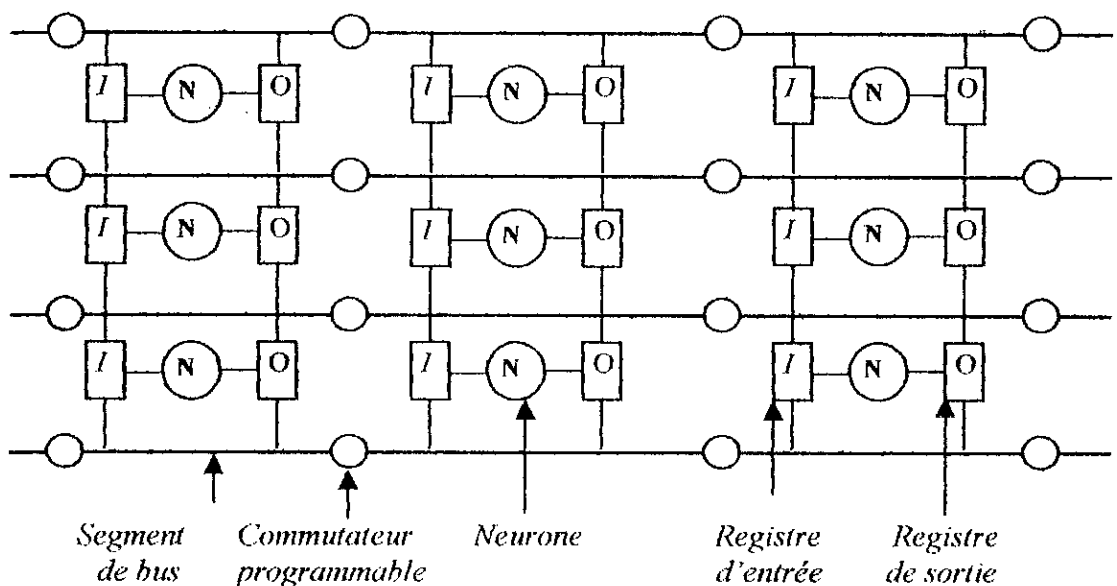 I N O I N O I N O
I N O I N O I N O
I N O I N O I N O
Segment Commutateur Neurone Registre Registre
de bus programmable d'entrée de sortie